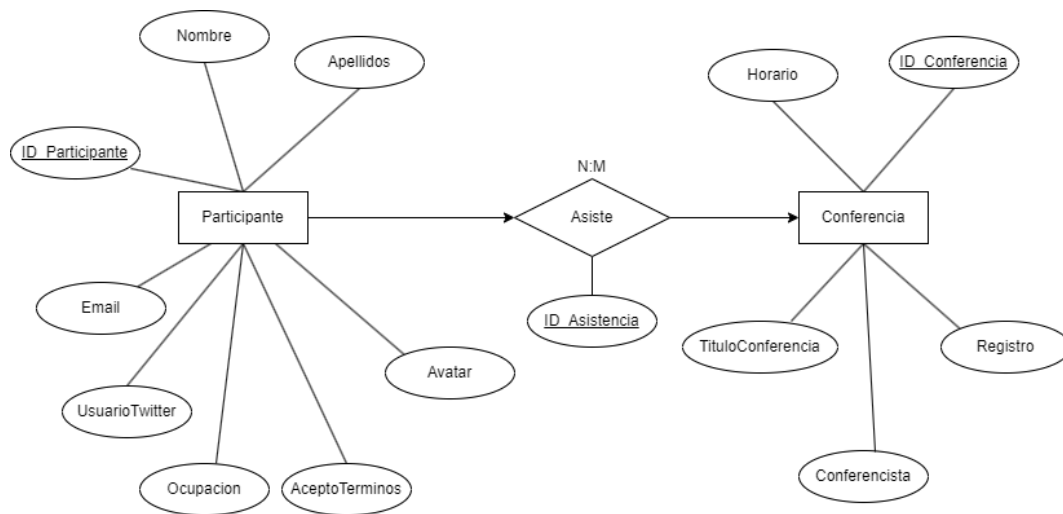 Nombre
Apellidos
ID_Participante
Horario
ID_Conferencia
N:M
Participante
Asiste
Conferencia
Email
ID_Asistencia
TituloConferencia
Registro
Avatar
UsuarioTwitter
Ocupacion
AceptoTerminos
Conferencista